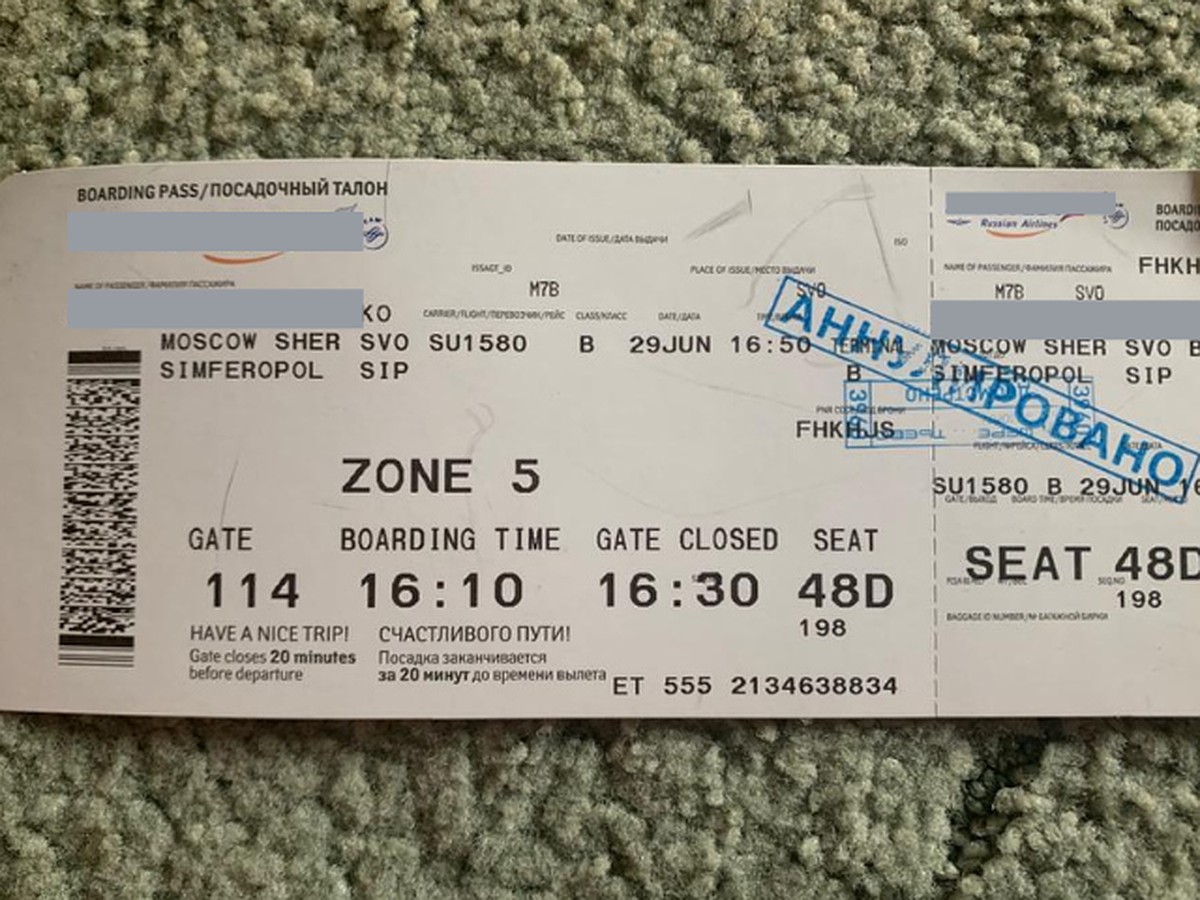 BOARDING PASS/ПОСАДОЧНЫЙ ТАЛОН
DATE OF ISSUE/ДАТА ВЫДАЧИ
ISO
NAME OF PASSENGER/ФАМИЛИЯ ПАССАЖИРА
PLACE OF ISSUE/МЕСТО ВЫДАЧИ
M7B SVO
KO
CARRIER/FLIGHT/ПЕРЕВОЗЧИК/РЕЙС CLASS/КЛАСС DATE/ДАТА
MOSCOW SHER SVO SU1580 B 29JUN 16:50 TERMINAL
SIMFEROPOL SIP B
FHKHJS
ZONE 5
GATE BOARDING TIME GATE CLOSED SEAT
114 16:10 16:30 48D
198
HAVE A NICE TRIP! СЧАСТЛИВОГО ПУТИ!
Gate closes 20 minutes
before departure
Посадка заканчивается
за 20 минут до времени вылета
ET 555 2134638834
АННУЛИРОВАНО
Russian Airlines
NAME OF PASSENGER/ФАМИЛИЯ ПАССАЖИРА
FHKH
M7B SVO
MOSCOW SHER SVO B
SIMFEROPOL SIP
SU1580 B 29JUN 16
SEAT 48D
198